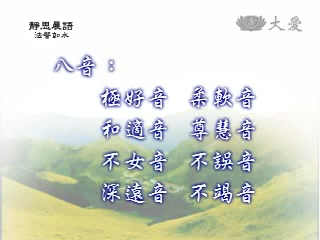 靜思晨語
法譬如水
大愛
八音：
極好音 柔軟音
和適音 尊慧音
不女音 不誤音
深遠音 不竭音